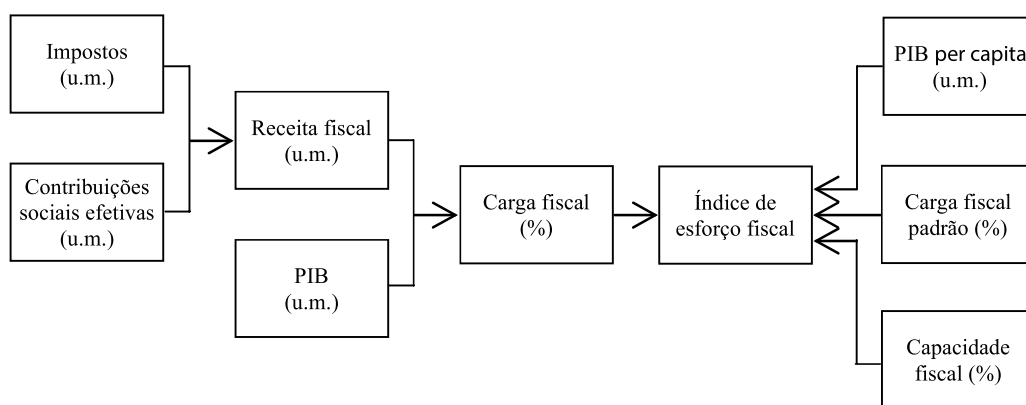 Impostos
(u.m.)
Contribuições
sociais efetivas
(u.m.)
Receita fiscal
(u.m.)
PIB
(u.m.)
Carga fiscal
(%)
Índice de
esforço fiscal
PIB per capita
(u.m.)
Carga fiscal
padrão (%)
Capacidade
fiscal (%)